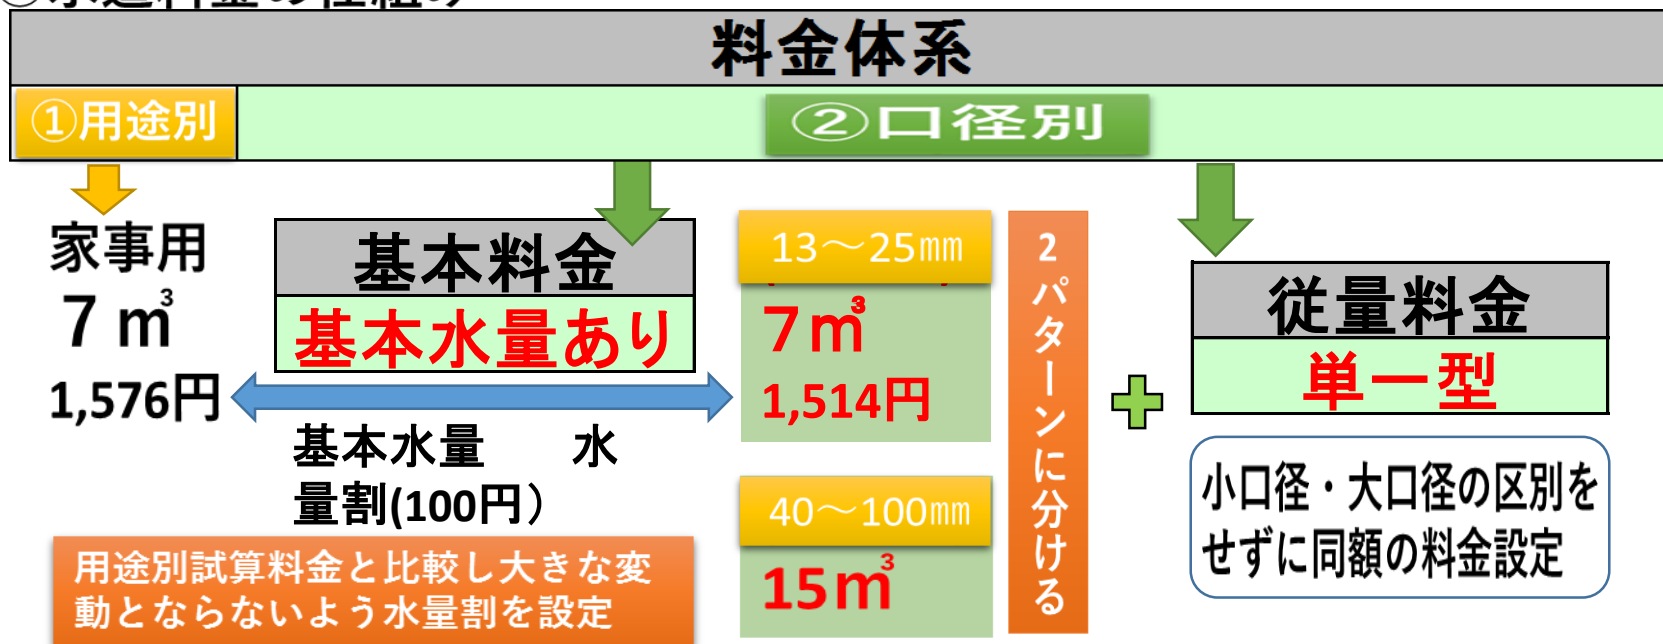 料金体系
①用途別
②口径別
家事用
7㎥
1,576円
基本料金
基本水量あり
基本水量 水
量割(100円)
用途別試算料金と比較し大きな変
動とならないよう水量割を設定
13～25㎜
7㎥
1,514円
40～100㎜
15㎥
2パターンに分ける
従量料金
単一型
小口径・大口径の区別を
せずに同額の料金設定